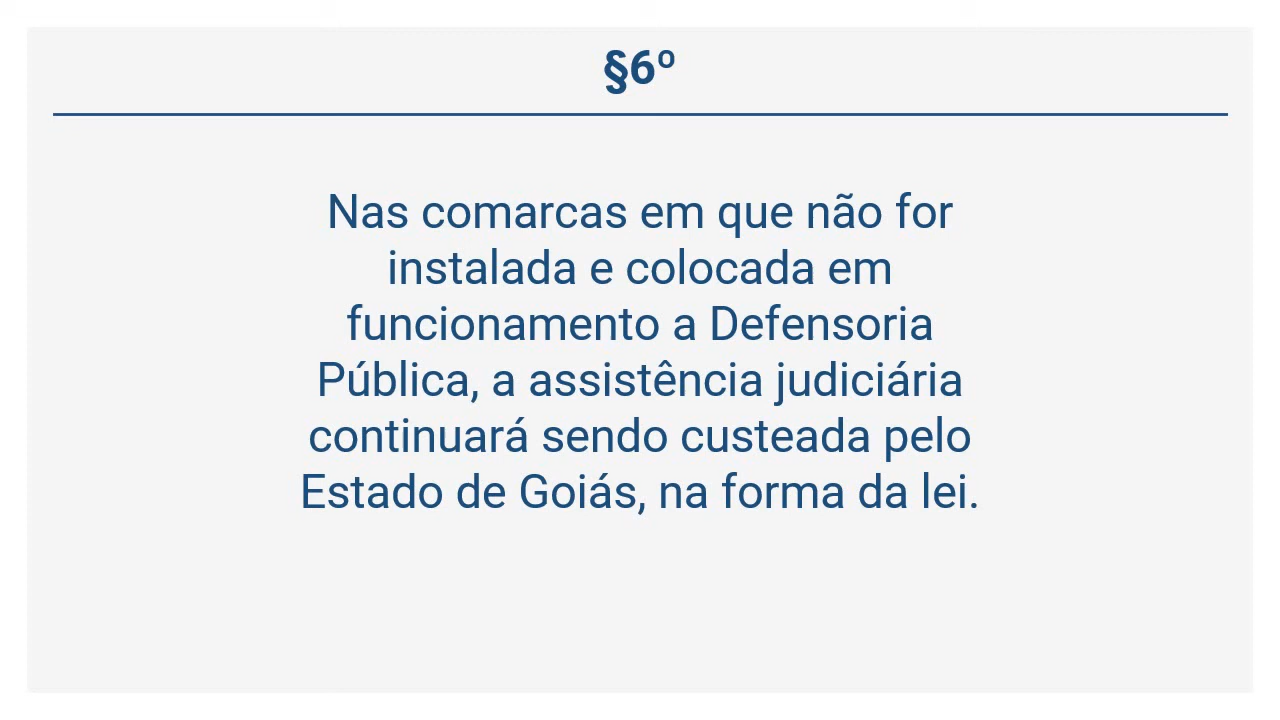 §6º
Nas comarcas em que não for
instalada e colocada em
funcionamento a Defensoria
Pública, a assistência judiciária
continuará sendo custeada pelo
Estado de Goiás, na forma da lei.